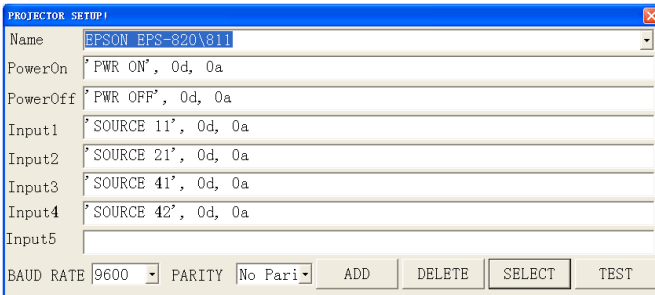 PROJECTOR SETUP!
Name EPSON EPS-820\811
PowerOn 'PWR ON', 0d, 0a
PowerOff 'PWR OFF', 0d, 0a
Input1 'SOURCE 11', 0d, 0a
Input2 'SOURCE 21', 0d, 0a
Input3 'SOURCE 41', 0d, 0a
Input4 'SOURCE 42', 0d, 0a
Input5
BAUD RATE 9600 PARITY No Pari ADD DELETE SELECT TEST